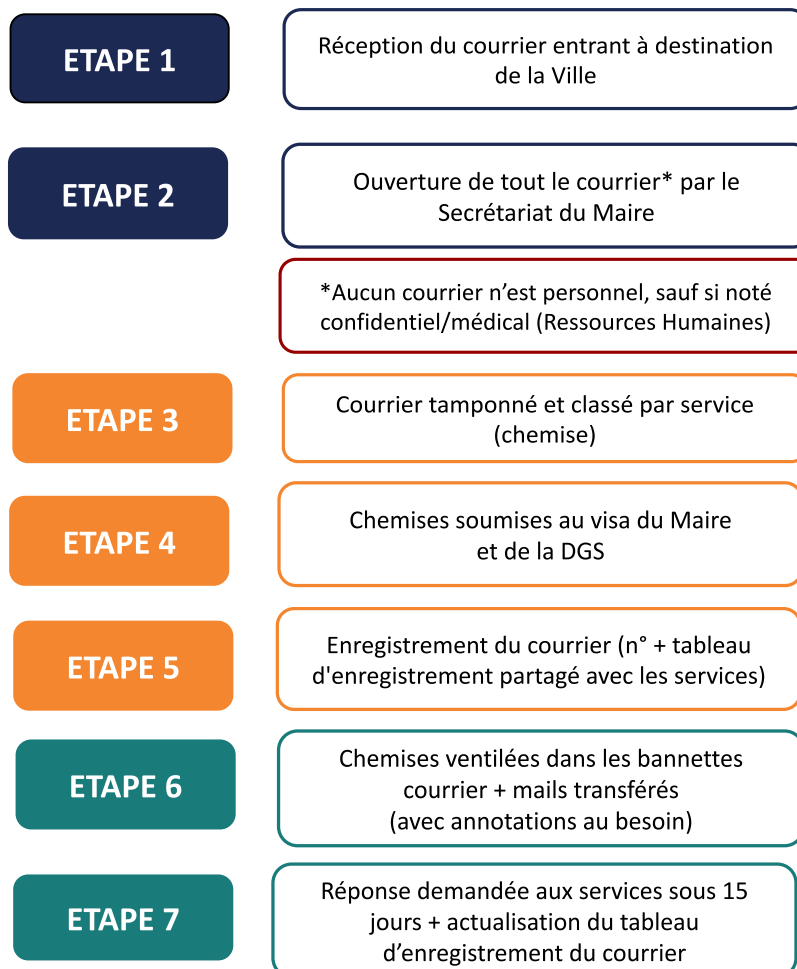 ETAPE 1
Réception du courrier entrant à destination
de la Ville
ETAPE 2
Ouverture de tout le courrier* par le
Secrétariat du Maire
*Aucun courrier n’est personnel, sauf si noté
confidentiel/médical (Ressources Humaines)
ETAPE 3
Courrier tamponné et classé par service
(chemise)
ETAPE 4
Chemises soumises au visa du Maire
et de la DGS
ETAPE 5
Enregistrement du courrier (n° + tableau
d'enregistrement partagé avec les services)
ETAPE 6
Chemises ventilées dans les bannettes
courrier + mails transférés
(avec annotations au besoin)
ETAPE 7
Réponse demandée aux services sous 15
jours + actualisation du tableau
d’enregistrement du courrier